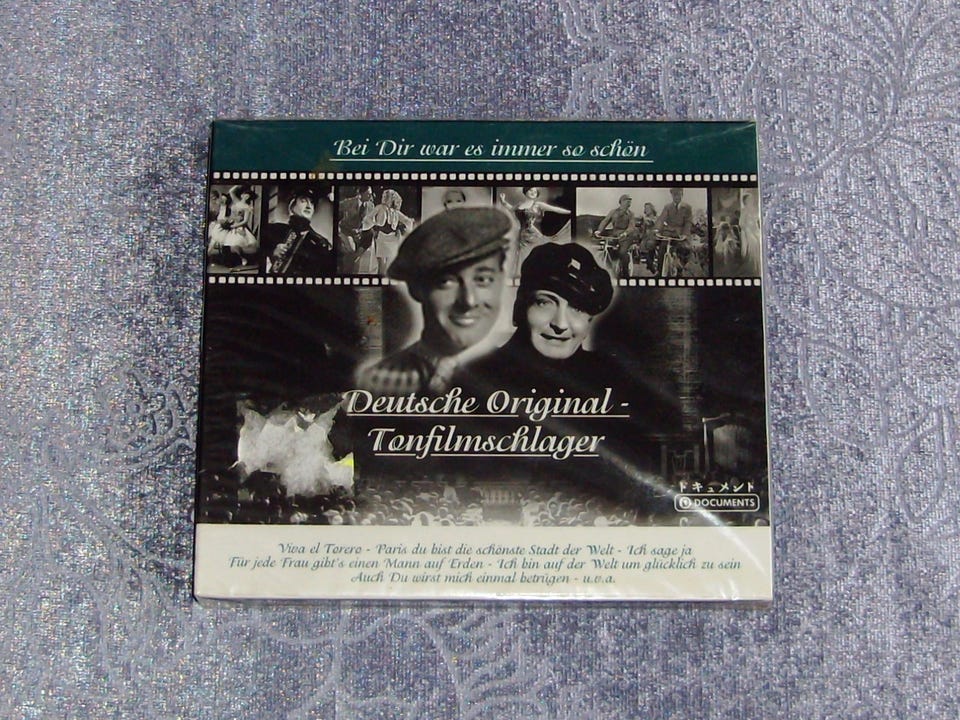 Bei Dir war es immer so schön
Deutsche Original -
Tonfilmschlager
ドキュメント
DOCUMENTS
Viva el Torero - Paris du bist die schönste Stadt der Welt - Ich sage ja
Für jede Frau gibt's einen Mann auf Erden - Ich bin auf der Welt um glücklich zu sein
Auch Du wirst mich einmal betrügen - u.v.a.